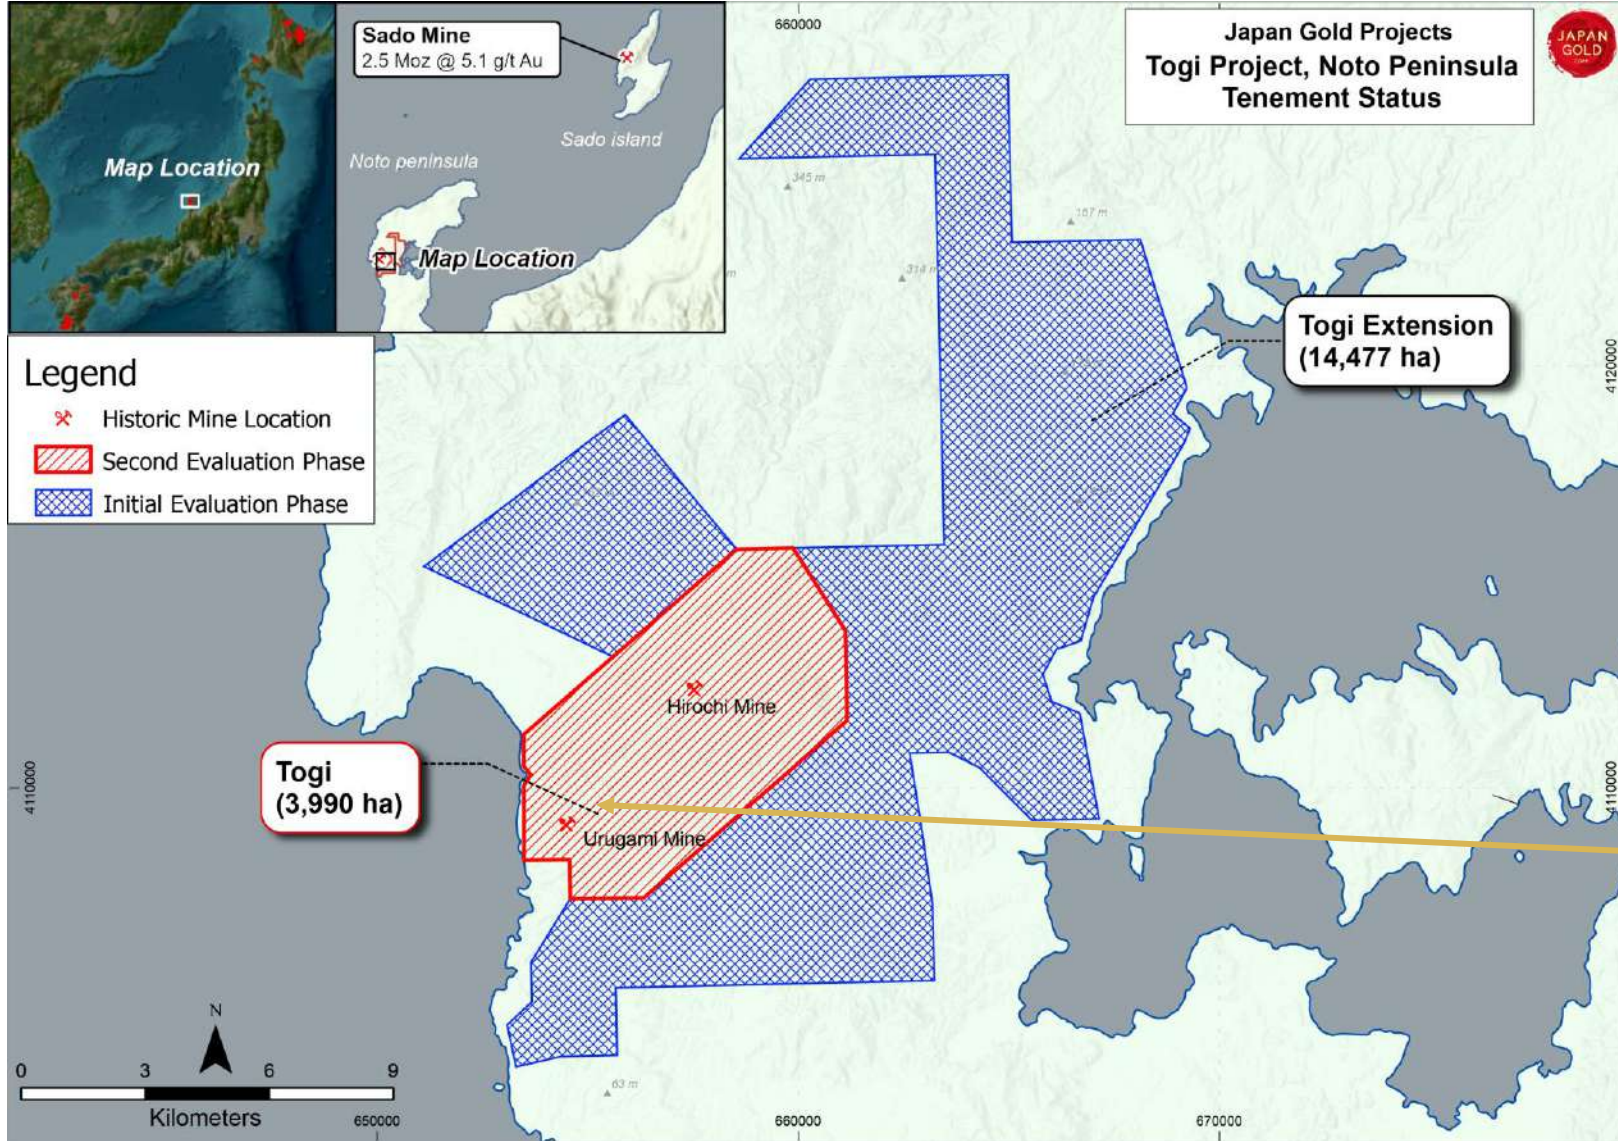 Map Location
Sado Mine
2.5 Moz @ 5.1 g/t Au
Sado island
Noto peninsula
Map Location
660000
Japan Gold Projects
Togi Project, Noto Peninsula
Tenement Status
JAPAN
GOLD
345 m
167 m
314 m
m
Togi Extension
(14,477 ha)
4120000
Legend
Historic Mine Location
Second Evaluation Phase
Initial Evaluation Phase
Hirochi Mine
Togi
(3,990 ha)
Urugami Mine
4110000
4110000
N
0 3 6 9
Kilometers
63 m
650000
660000
670000